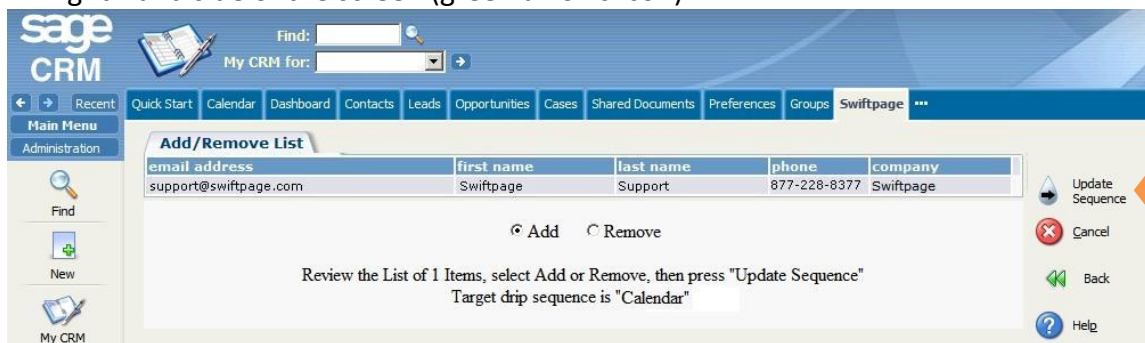 sage
CRM
Find:
My CRM for:
Recent
Quick Start Calendar Dashboard Contacts Leads Opportunities Cases Shared Documents Preferences Groups Swiftpage
Main Menu
Administration
Add/Remove List
email address first name last name phone company
support@swiftpage.com Swiftpage Support 877-228-8377 Swiftpage
Update
Sequence
Find
Add Remove
Cancel
New
Review the List of 1 Items, select Add or Remove, then press "Update Sequence"
Back
Target drip sequence is "Calendar"
Help
My CRM